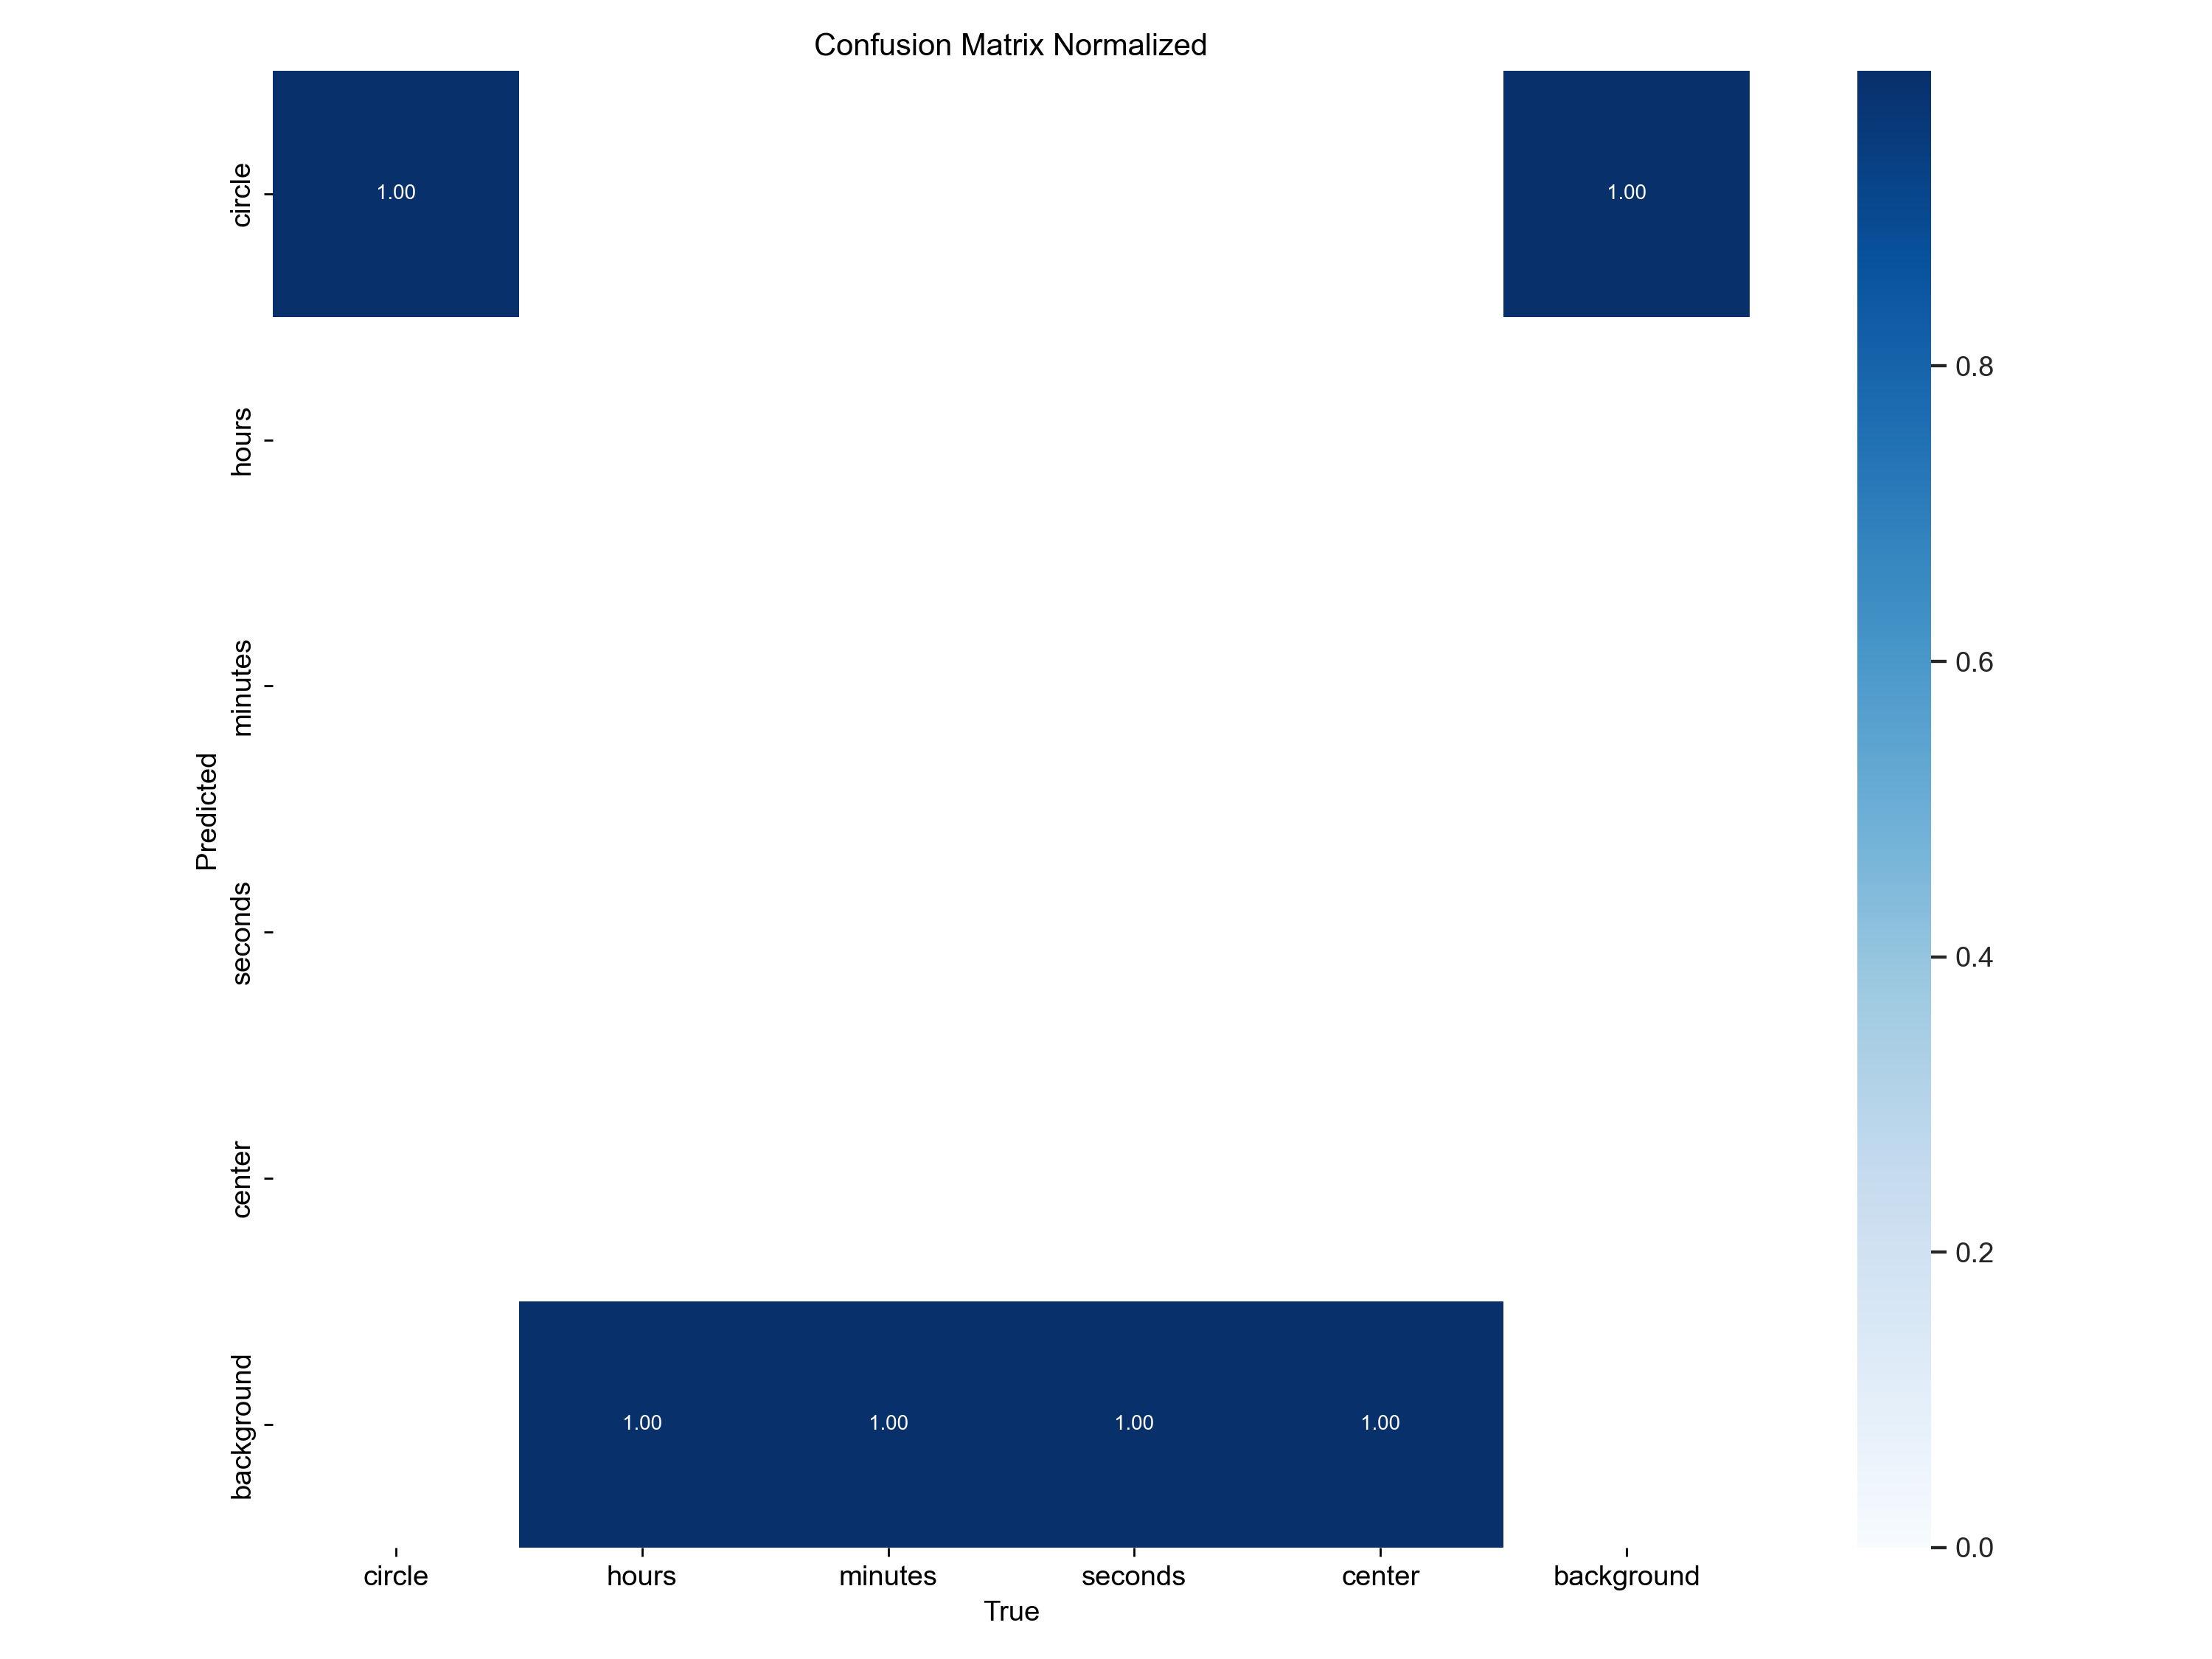 Confusion Matrix Normalized
circle
1.00
1.00
hours
0.8
minutes
0.6
Predicted
seconds
0.4
center
0.2
background
1.00
1.00
1.00
1.00
0.0
circle
hours
minutes
seconds
center
background
True